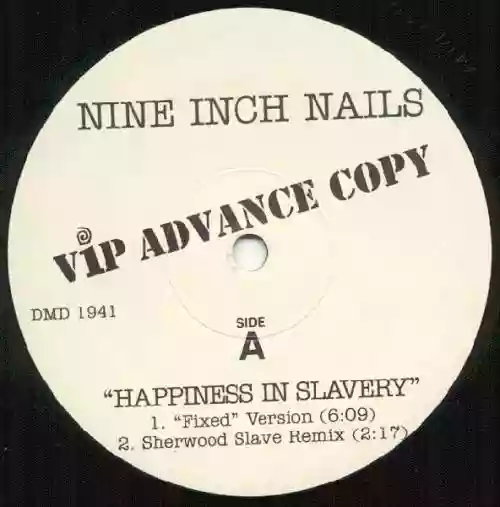 NINE INCH NAILS
ViP ADVANCE COPY
DMD 1941
SIDE
A
“HAPPINESS IN SLAVERY”
1. “Fixed” Version (6:09)
2. Sherwood Slave Remix (2:17)